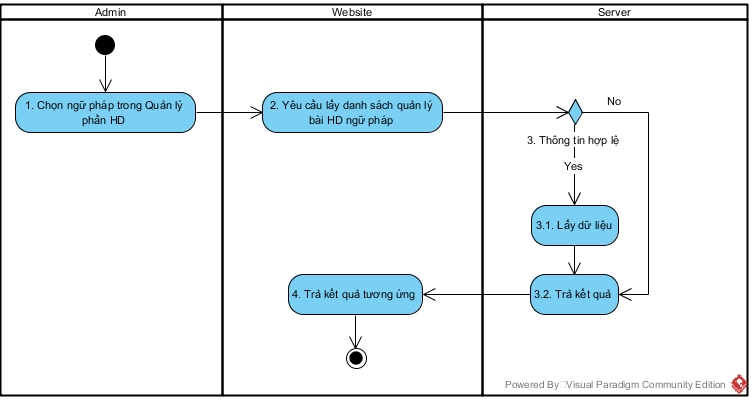 Admin
Website
Server
1. Chọn ngữ pháp trong Quản lý
phần HD
2. Yêu cầu lấy danh sách quản lý
bài HD ngữ pháp
No
3. Thông tin hợp lệ
Yes
3.1. Lấy dữ liệu
4. Trả kết quả tương ứng
3.2. Trả kết quả
Powered By Visual Paradigm Community Edition